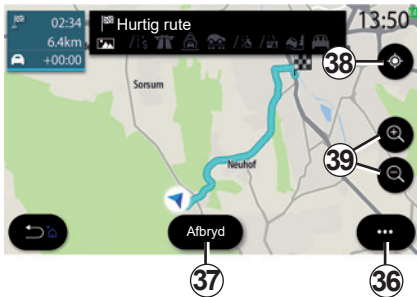 02:34
Hurtig rute
13:50
6.4km
+00:00
38
Sorsum
39
Neuhof
Afbryd
37
36